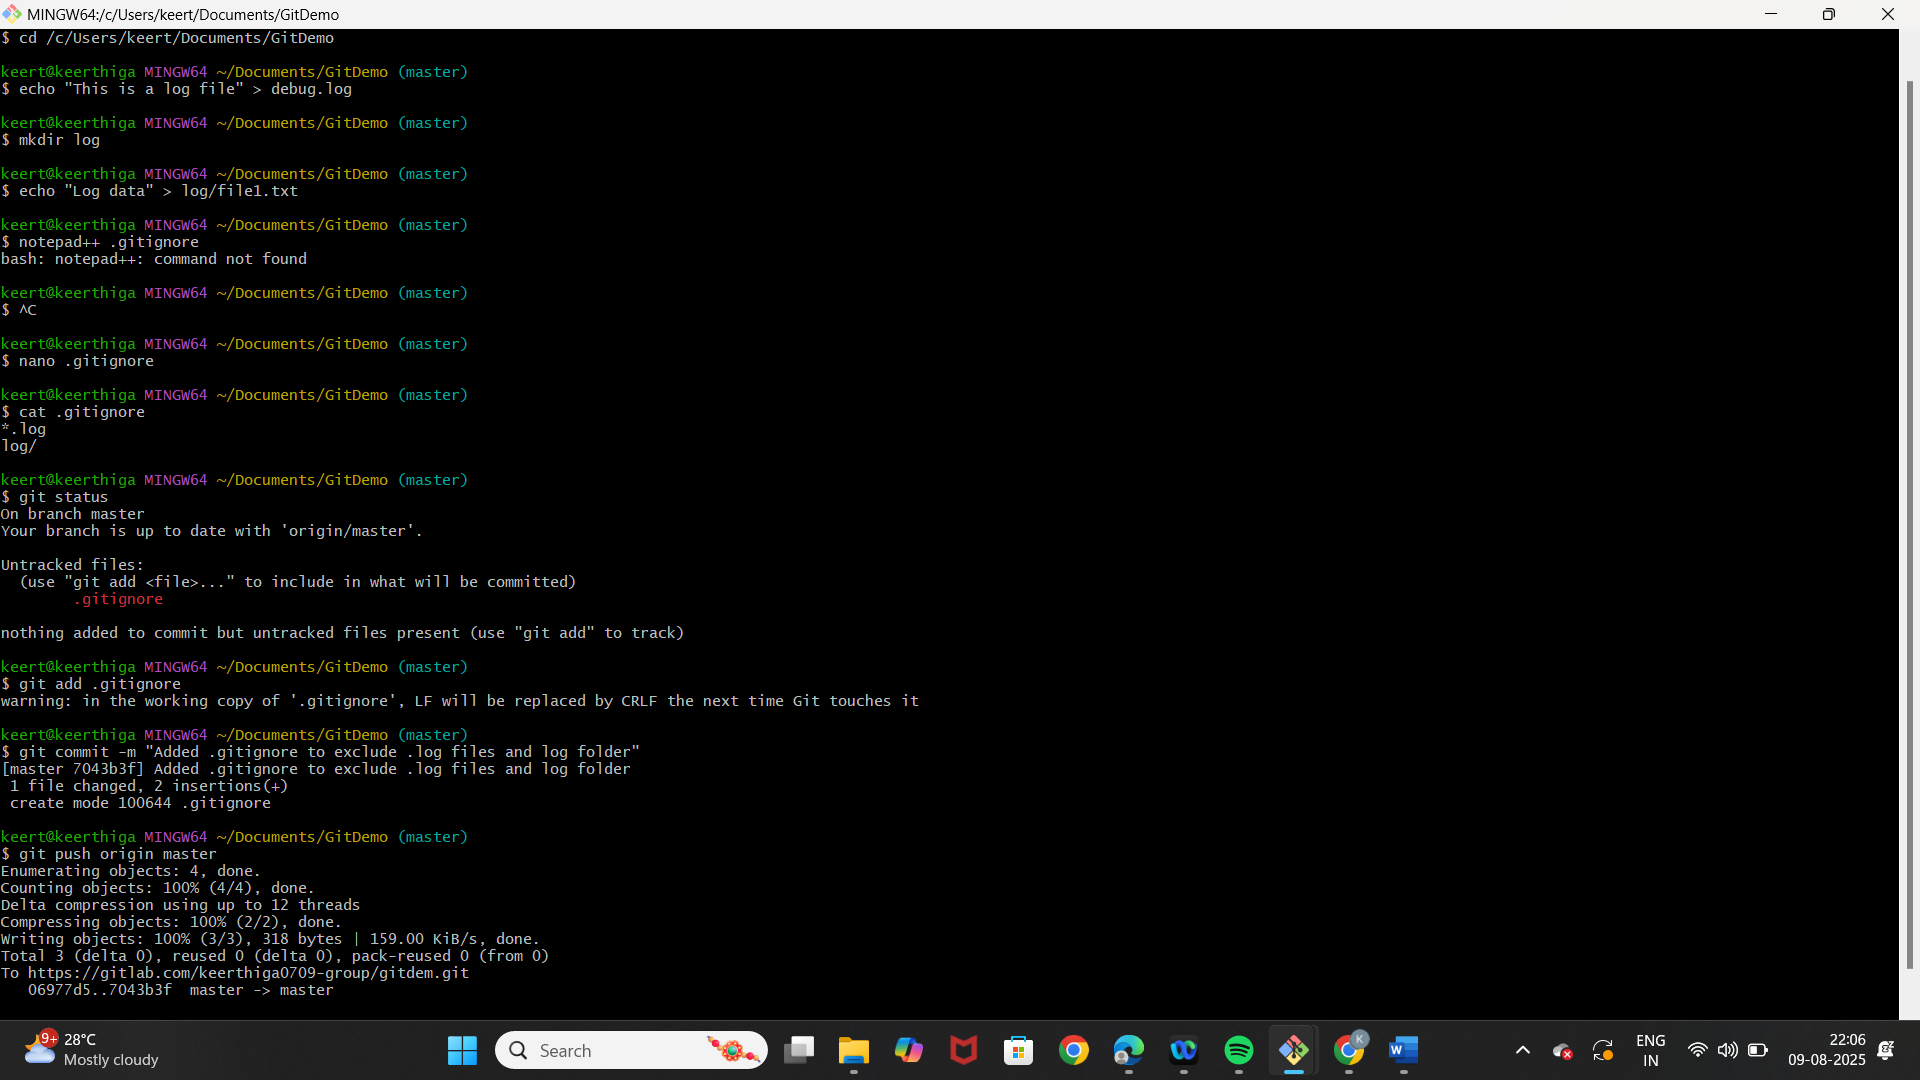 MINGW64:/c/Users/keert/Documents/GitDemo
$ cd /c/Users/keert/Documents/GitDemo
keert@keerthiga MINGW64 ~/Documents/GitDemo (master)
$ echo "This is a log file" > debug.log
keert@keerthiga MINGW64 ~/Documents/GitDemo (master)
$ mkdir log
keert@keerthiga MINGW64 ~/Documents/GitDemo (master)
$ echo "Log data" > log/file1.txt
keert@keerthiga MINGW64 ~/Documents/GitDemo (master)
$ notepad++ .gitignore
bash: notepad++: command not found
keert@keerthiga MINGW64 ~/Documents/GitDemo (master)
$ ^C
keert@keerthiga MINGW64 ~/Documents/GitDemo (master)
$ nano .gitignore
keert@keerthiga MINGW64 ~/Documents/GitDemo (master)
$ cat .gitignore
*.log
log/
keert@keerthiga MINGW64 ~/Documents/GitDemo (master)
$ git status
On branch master
Your branch is up to date with 'origin/master'.
Untracked files:
  (use "git add <file>..." to include in what will be committed)
        .gitignore
nothing added to commit but untracked files present (use "git add" to track)
keert@keerthiga MINGW64 ~/Documents/GitDemo (master)
$ git add .gitignore
warning: in the working copy of '.gitignore', LF will be replaced by CRLF the next time Git touches it
keert@keerthiga MINGW64 ~/Documents/GitDemo (master)
$ git commit -m "Added .gitignore to exclude .log files and log folder"
[master 7043b3f] Added .gitignore to exclude .log files and log folder
 1 file changed, 2 insertions(+)
 create mode 100644 .gitignore
keert@keerthiga MINGW64 ~/Documents/GitDemo (master)
$ git push origin master
Enumerating objects: 4, done.
Counting objects: 100% (4/4), done.
Delta compression using up to 12 threads
Compressing objects: 100% (2/2), done.
Writing objects: 100% (3/3), 318 bytes | 159.00 KiB/s, done.
Total 3 (delta 0), reused 0 (delta 0), pack-reused 0 (from 0)
To https://gitlab.com/keerthiga0709-group/gitdem.git
   06977d5..7043b3f  master -> master
9+
28°C
Mostly cloudy
Search
K
W
ENG
IN
22:06
09-08-2025